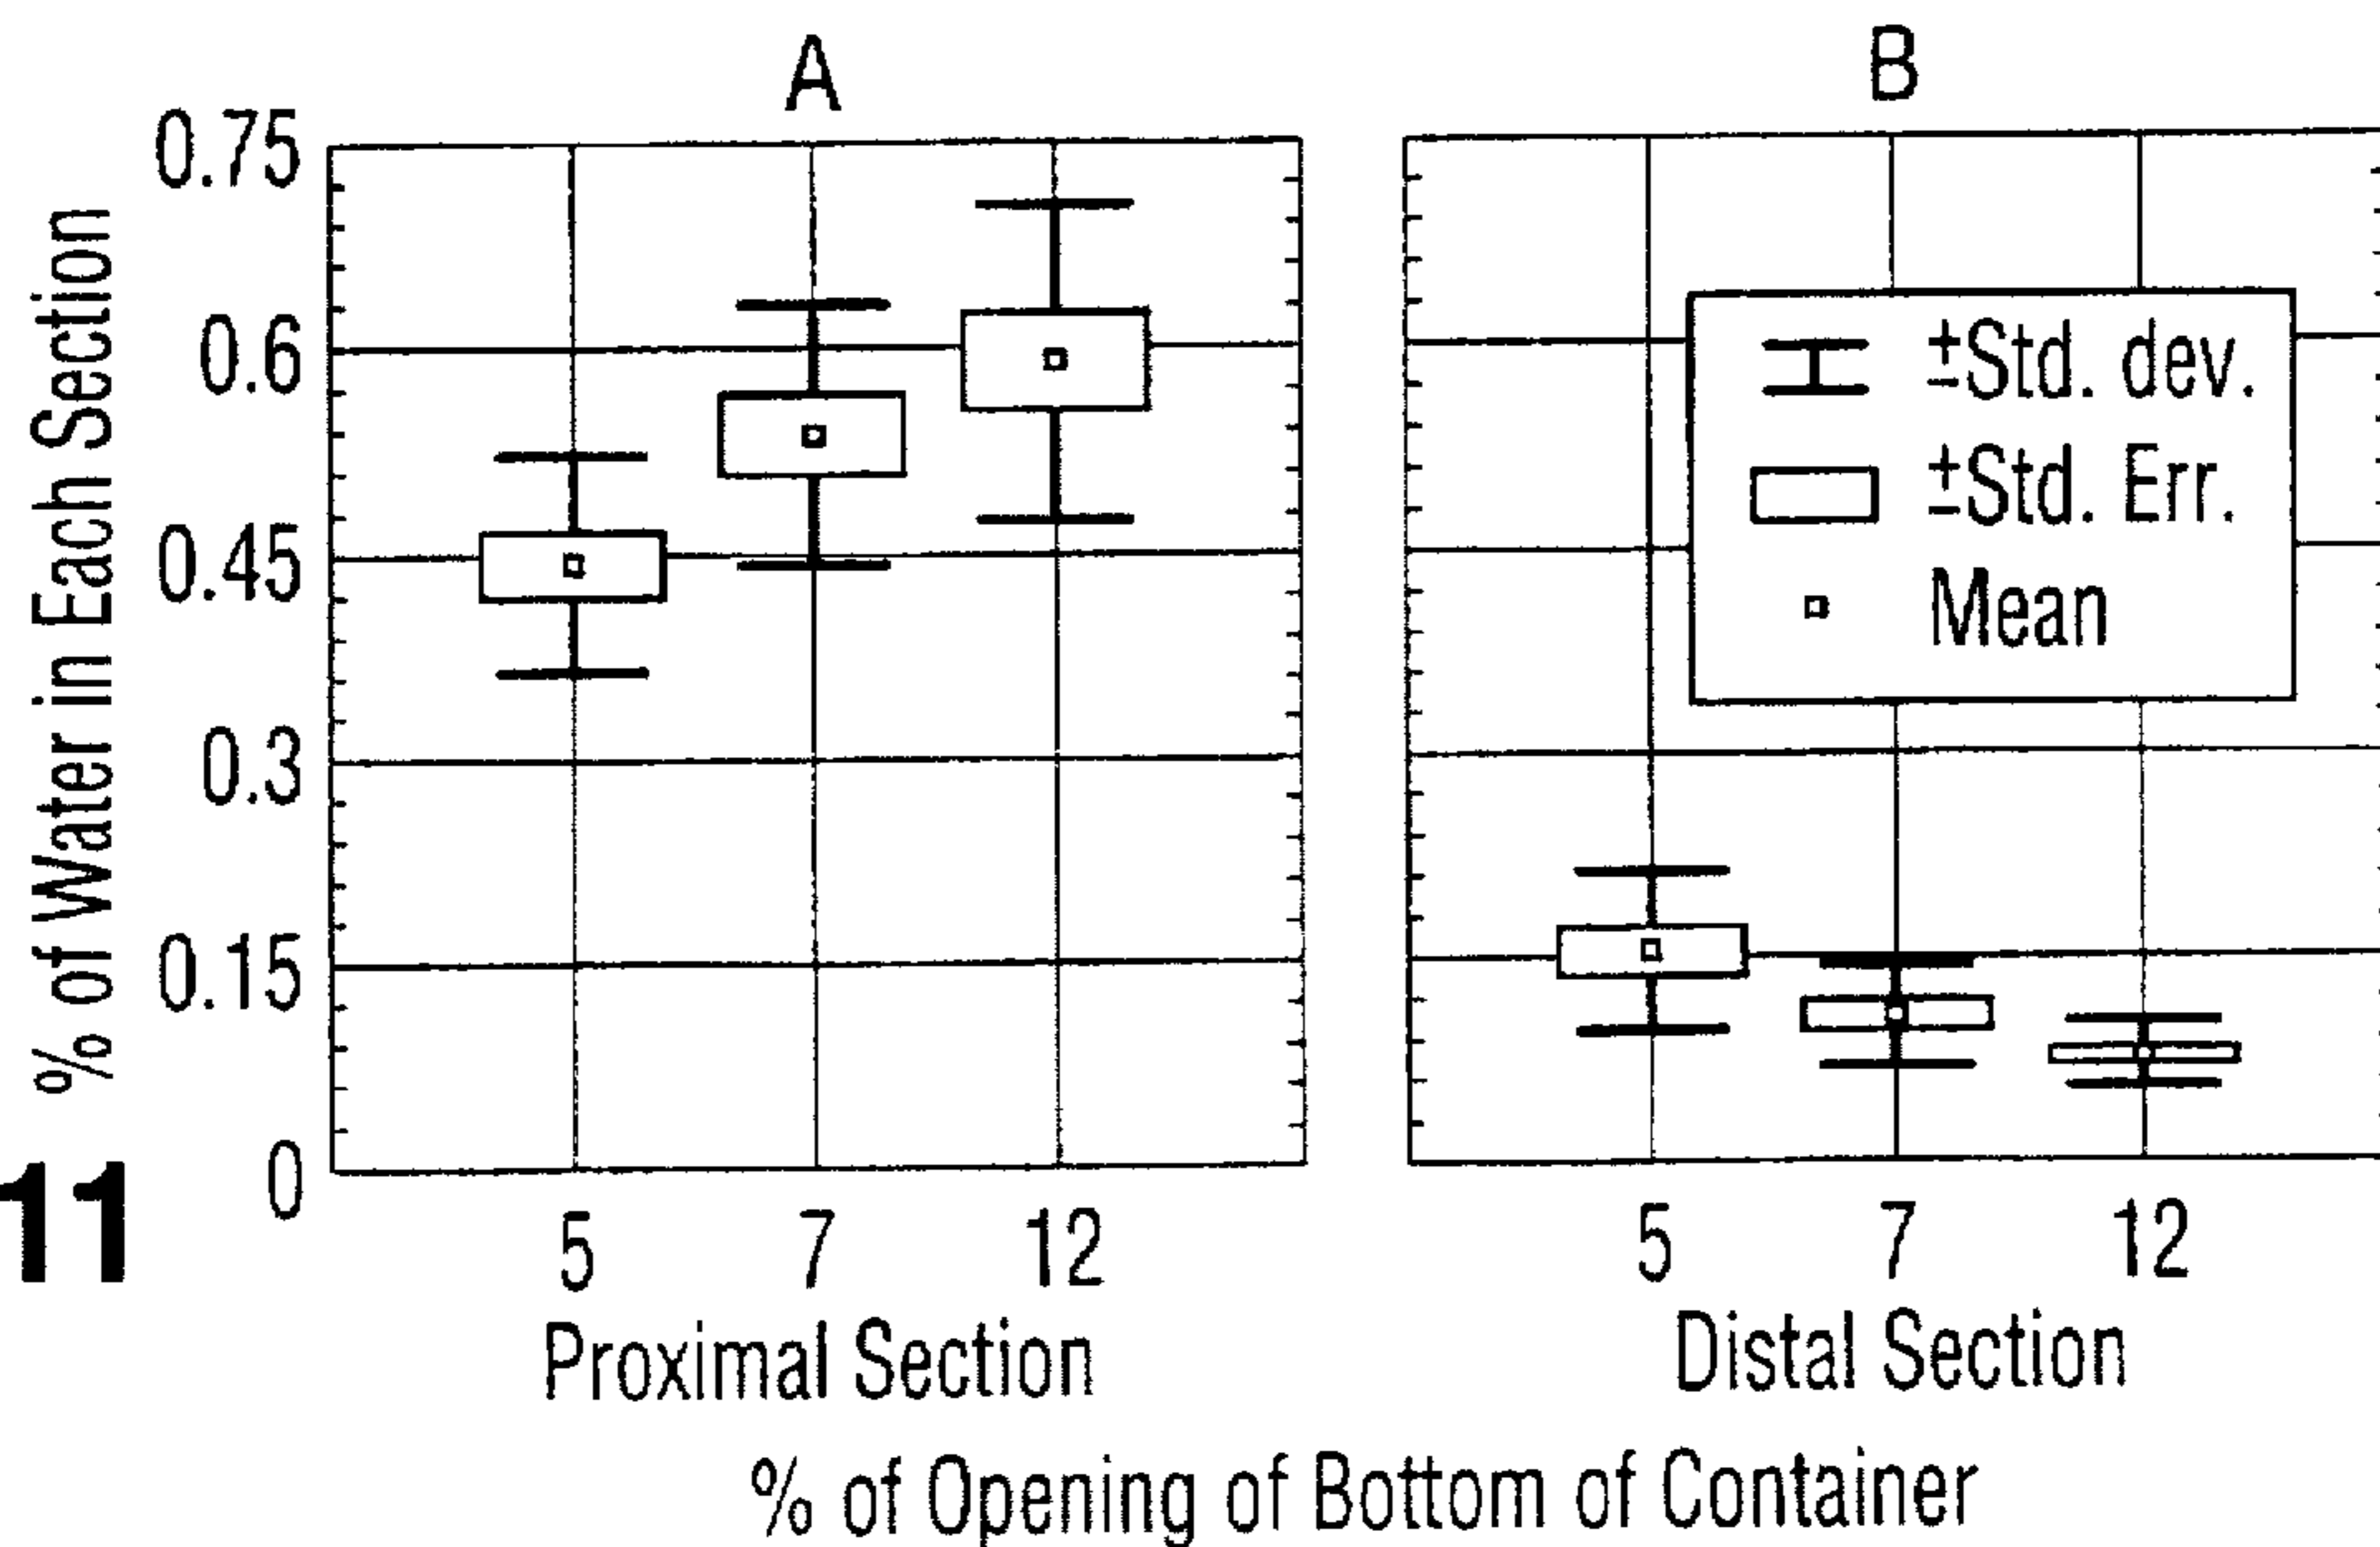 A
B
% of Water in Each Section
0.75
0.6
0.45
0.3
0.15
0
±Std. dev.
±Std. Err.
Mean
11
5 7 12
5 7 12
Proximal Section
Distal Section
% of Opening of Bottom of Container